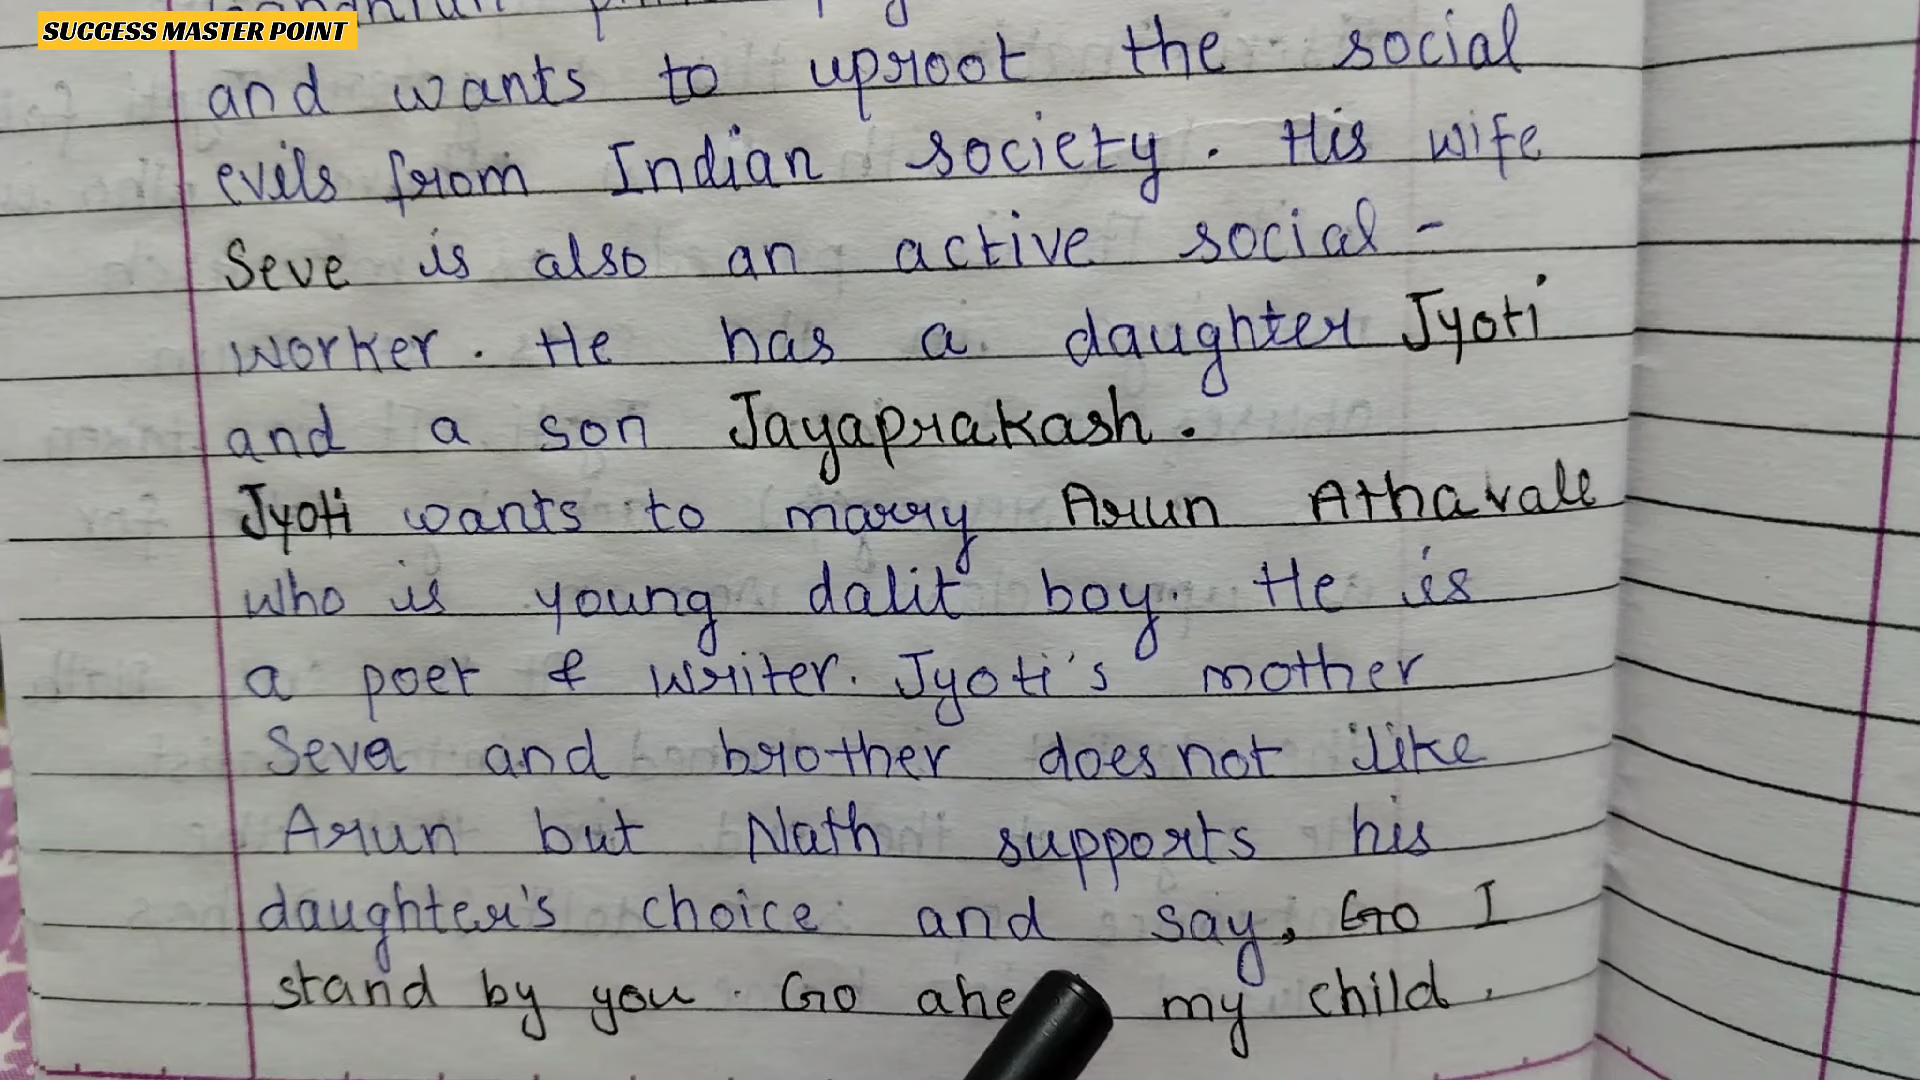 SUCCESS MASTER POINT
and wants to uproot the social
evils from Indian society. His wife
Seve is also an active social-
worker. He has a daughter Jyoti
and a son Jayaprakash.
Jyoti wants to marry Arun Athavale
who is young dalit boy. He is
a poet & writer. Jyoti's mother
Seva and brother does not like
Arun but Nath supports his
daughter's choice and say, Go I
stand by you. Go ahe my child.